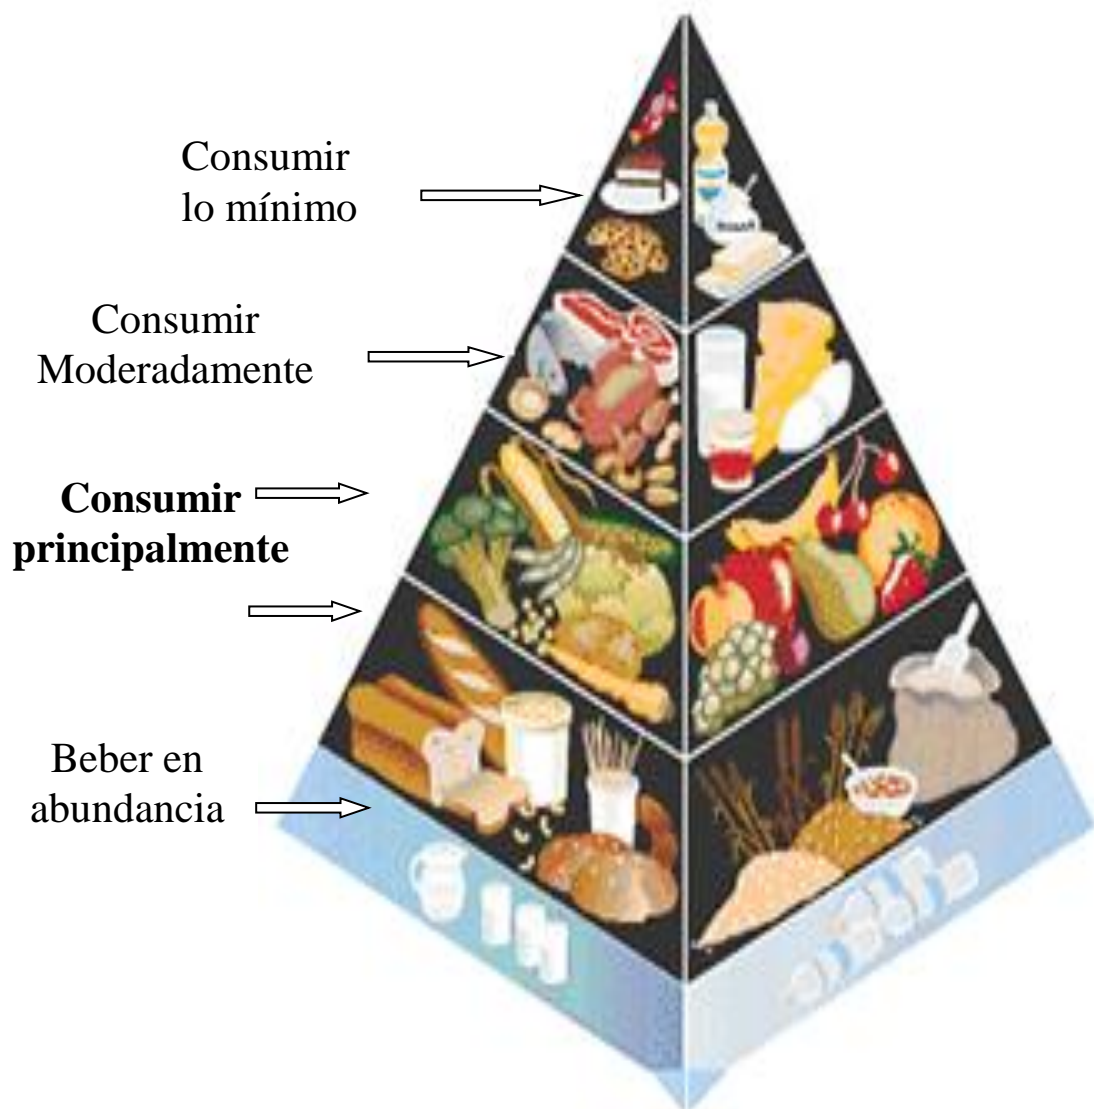 Consumir
lo mínimo
Consumir
Moderadamente
Consumir
principalmente
Beber en
abundancia